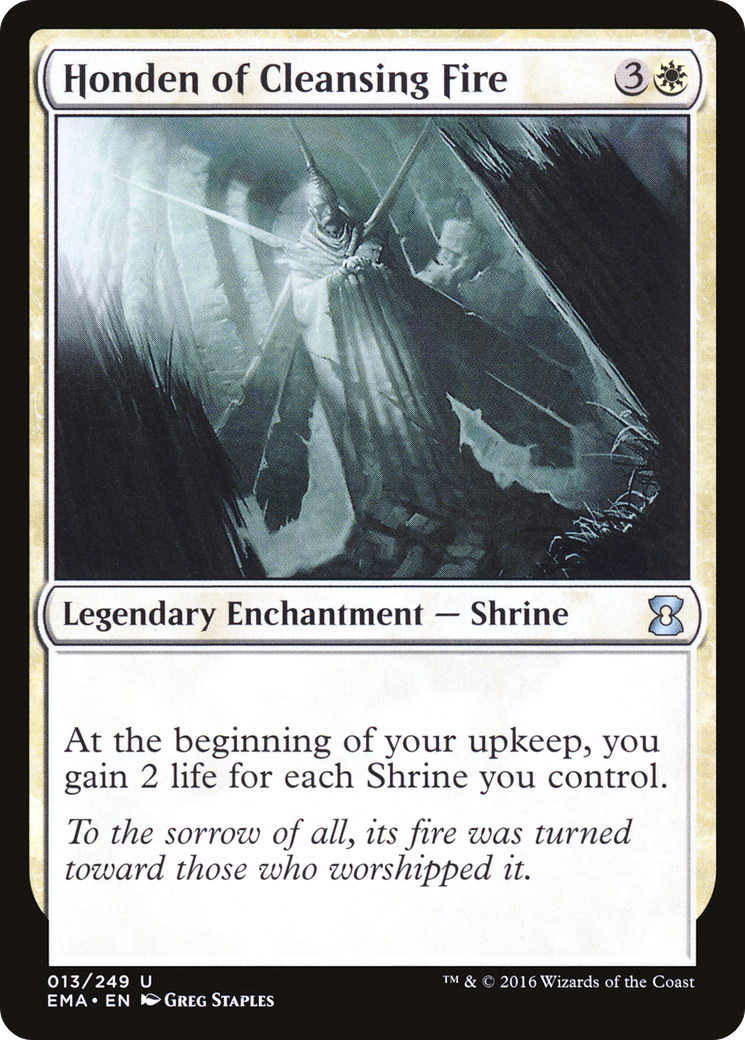 Honden of Cleansing Fire 3
Legendary Enchantment — Shrine
At the beginning of your upkeep, you
gain 2 life for each Shrine you control.
To the sorrow of all, its fire was turned
toward those who worshipped it.
013/249 U
EMA • EN Greg Staples
™ & © 2016 Wizards of the Coast